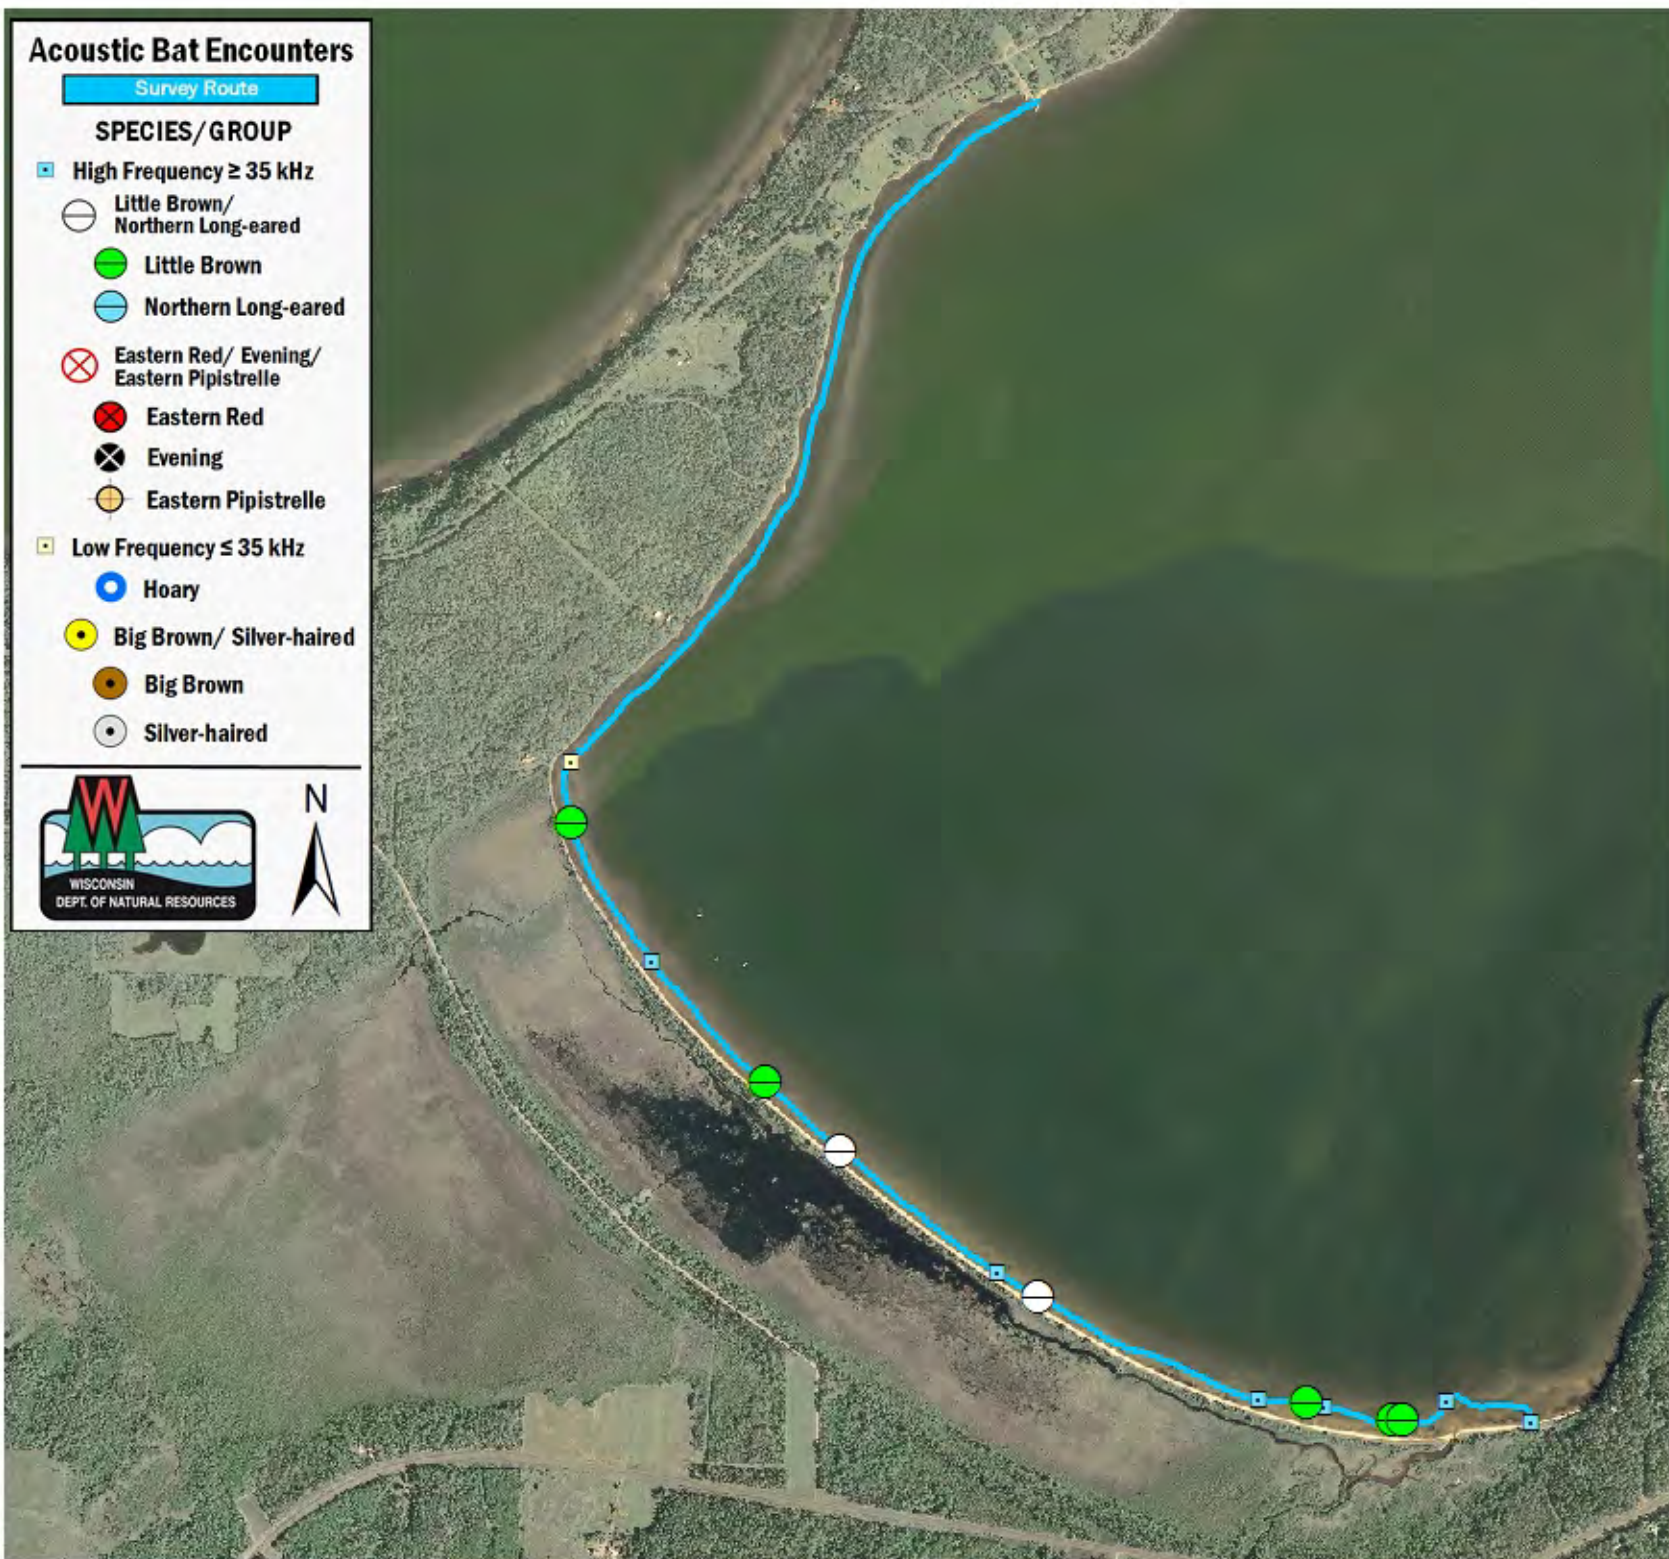 Acoustic Bat Encounters
Survey Route
SPECIES/GROUP
High Frequency ≥ 35 kHz
Little Brown/
Northern Long-eared
Little Brown
Northern Long-eared
Eastern Red/ Evening/
Eastern Pipistrelle
Eastern Red
Evening
Eastern Pipistrelle
Low Frequency ≤ 35 kHz
Hoary
Big Brown/ Silver-haired
Big Brown
Silver-haired
N
W
WISCONSIN
DEPT. OF NATURAL RESOURCES